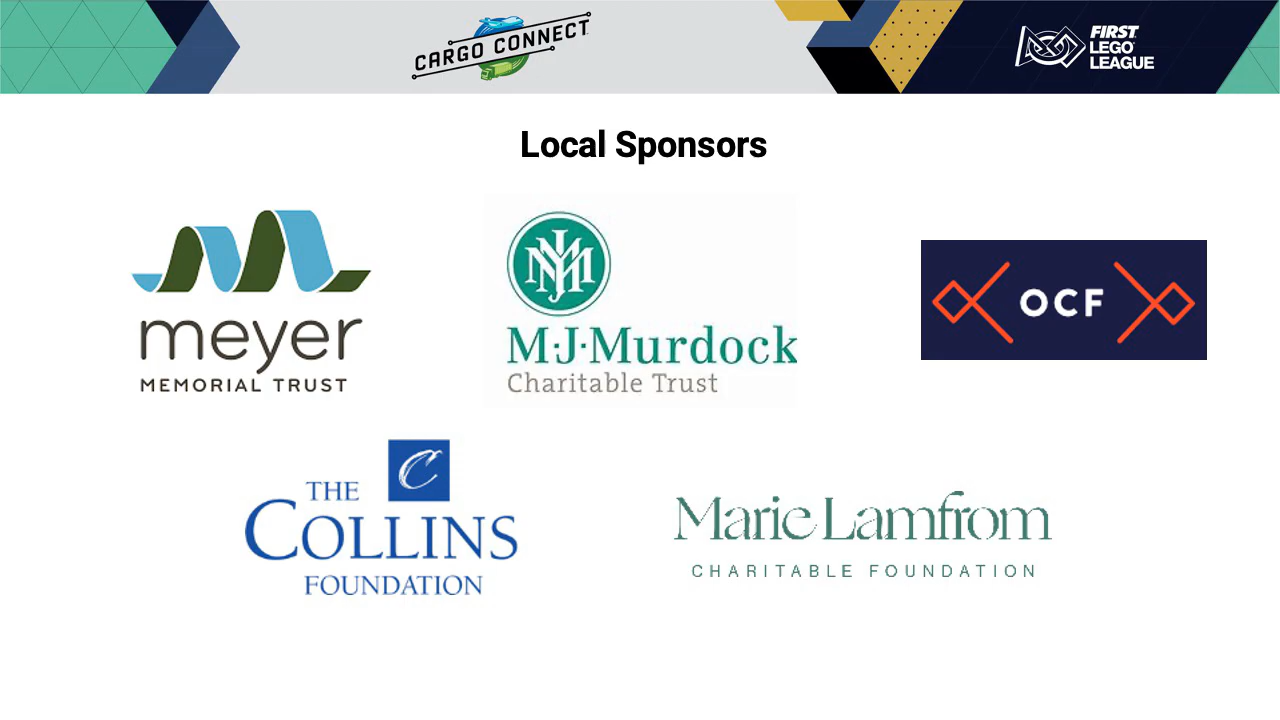 CARGO CONNECT
FIRST
LEGO
LEAGUE
Local Sponsors
meyer
MEMORIAL TRUST
M·J·Murdock
Charitable Trust
OCF
THE
COLLINS
FOUNDATION
Marie Lamfrom
CHARITABLE FOUNDATION